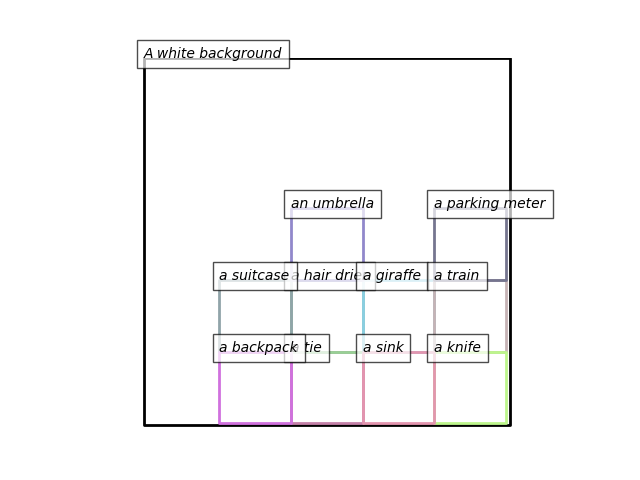 A white background
an umbrella
a parking meter
a suitcase
a hair drie
a giraffe
a train
a backpack
tie
a sink
a knife